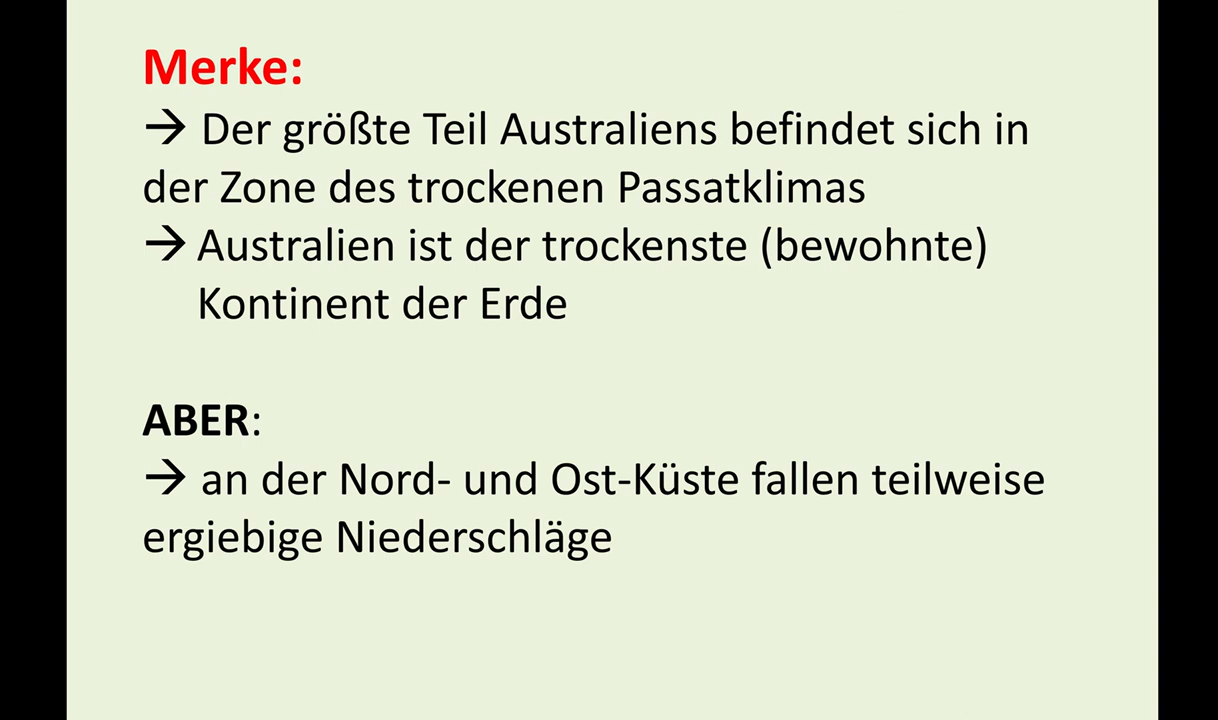 Merke:
→ Der größte Teil Australiens befindet sich in
der Zone des trockenen Passatklimas
→ Australien ist der trockenste (bewohnte)
Kontinent der Erde
ABER:
→ an der Nord- und Ost-Küste fallen teilweise
ergiebige Niederschläge